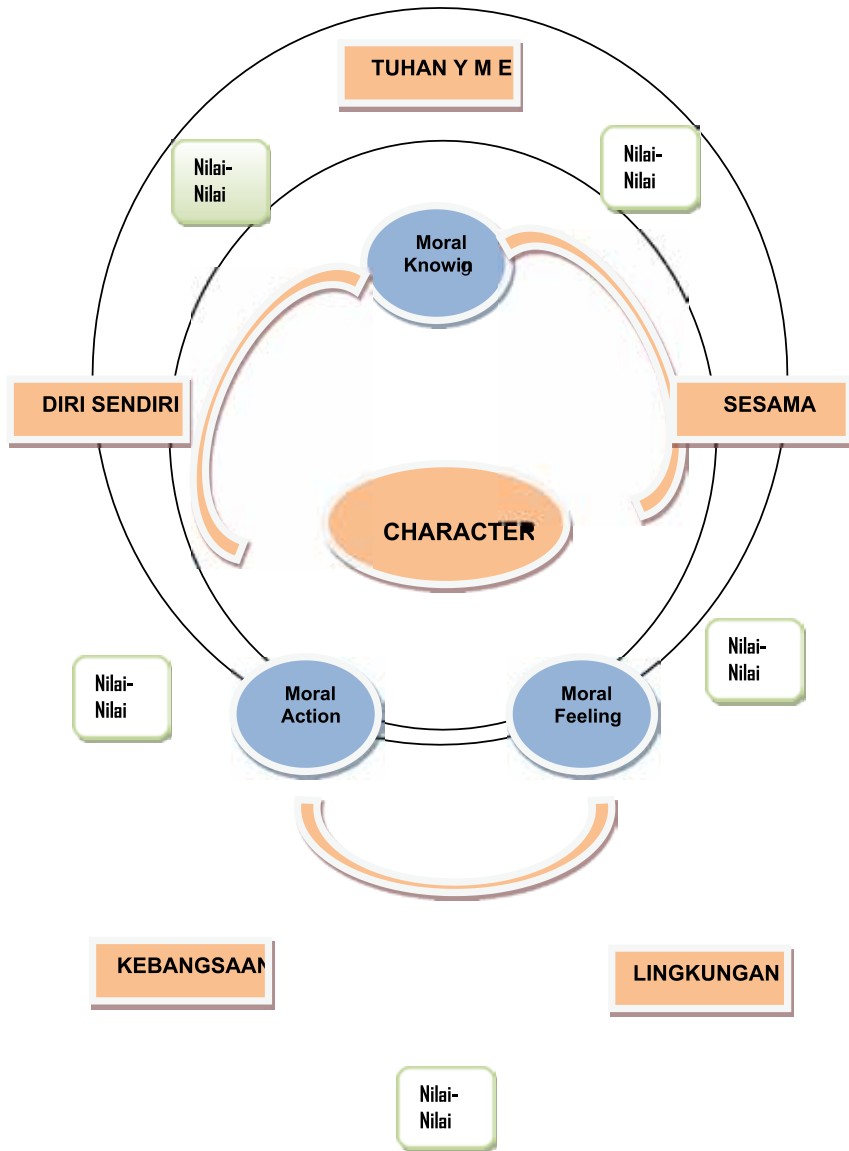 TUHAN Y M E
Nilai-
Nilai
Nilai-
Nilai
Moral
Knowing
DIRI SENDIRI
SESAMA
CHARACTER
Nilai-
Nilai
Nilai-
Nilai
Moral
Action
Moral
Feeling
KEBANGSAAN
LINGKUNGAN
Nilai-
Nilai